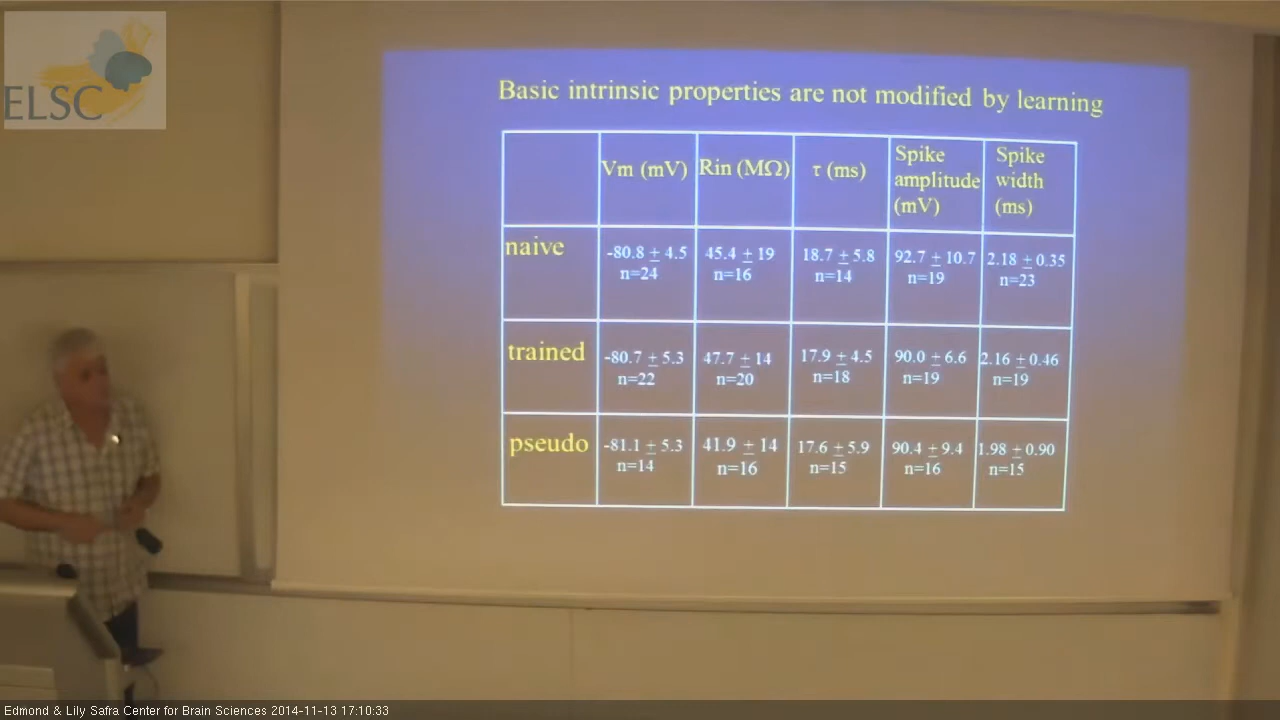 ELSC
Basic intrinsic properties are not modified by learning
Vm (mV) Rin (MΩ) τ (ms) Spike amplitude (mV) Spike width (ms)
naive -80.8 ± 4.5 n=24 45.4 ± 19 n=16 18.7 ± 5.8 n=14 92.7 ± 10.7 n=19 2.18 ± 0.35 n=23
trained -80.7 ± 5.3 n=22 47.7 ± 14 n=20 17.9 ± 4.5 n=18 90.0 ± 6.6 n=19 2.16 ± 0.46 n=19
pseudo -81.1 ± 5.3 n=14 41.9 ± 14 n=16 17.6 ± 5.9 n=15 90.4 ± 9.4 n=16 1.98 ± 0.90 n=15
Edmond & Lily Safra Center for Brain Sciences 2014-11-13 17:10:33